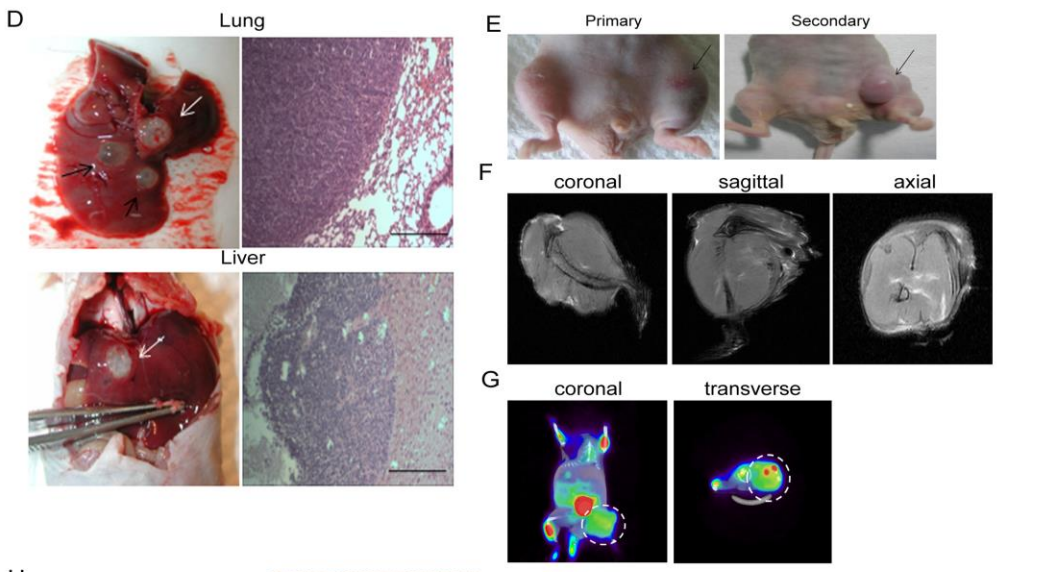 D
Lung
Liver
E
Primary
Secondary
F
coronal
sagittal
axial
G
coronal
transverse